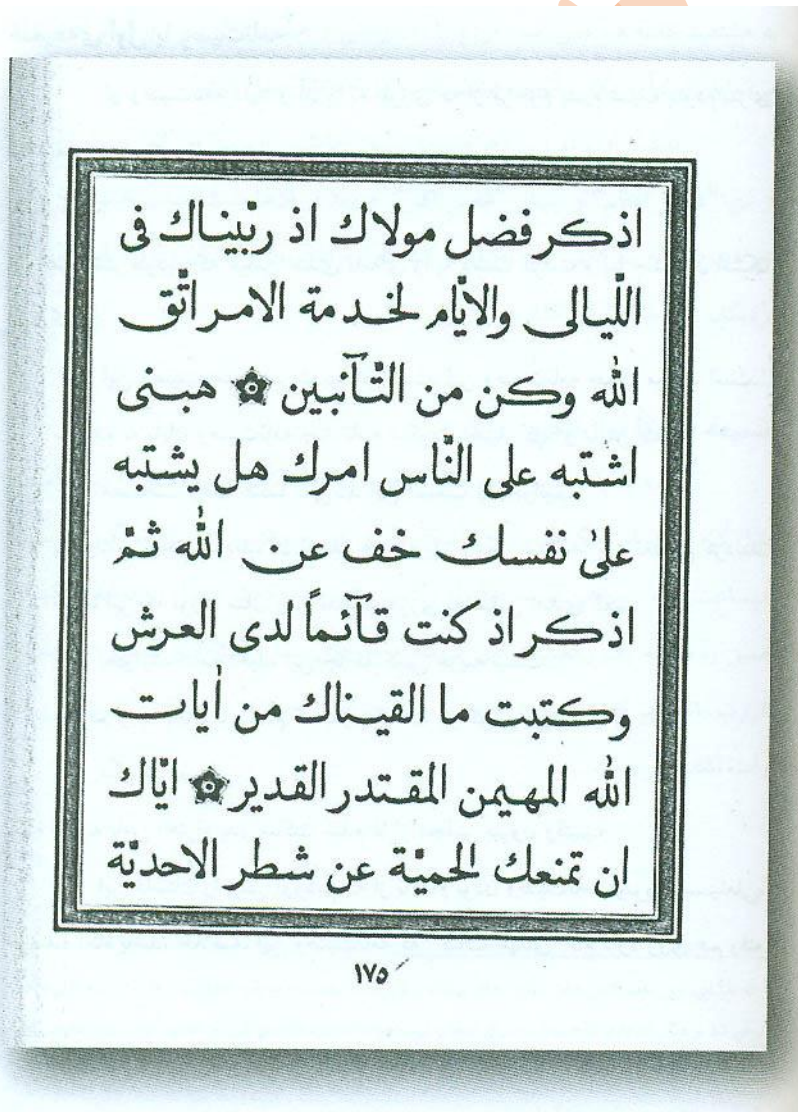 اذكر فضل مولاك اذ ربّيناك فى
اللّيالى والايّام لخدمة الامر اتّق
الله وكن من التّآئبين ۞ هبنى
اشتبه على النّاس امرك هل يشتبه
علىٰ نفسك خف عن الله ثمّ
اذكر اذ كنت قآئماً لدى العرش
وكتبت ما القيناك من اٰيات
الله المهيمن المقتدر القدير ۞ ايّاك
ان تمنعك الحميّة عن شطر الاحديّة
١٧٥